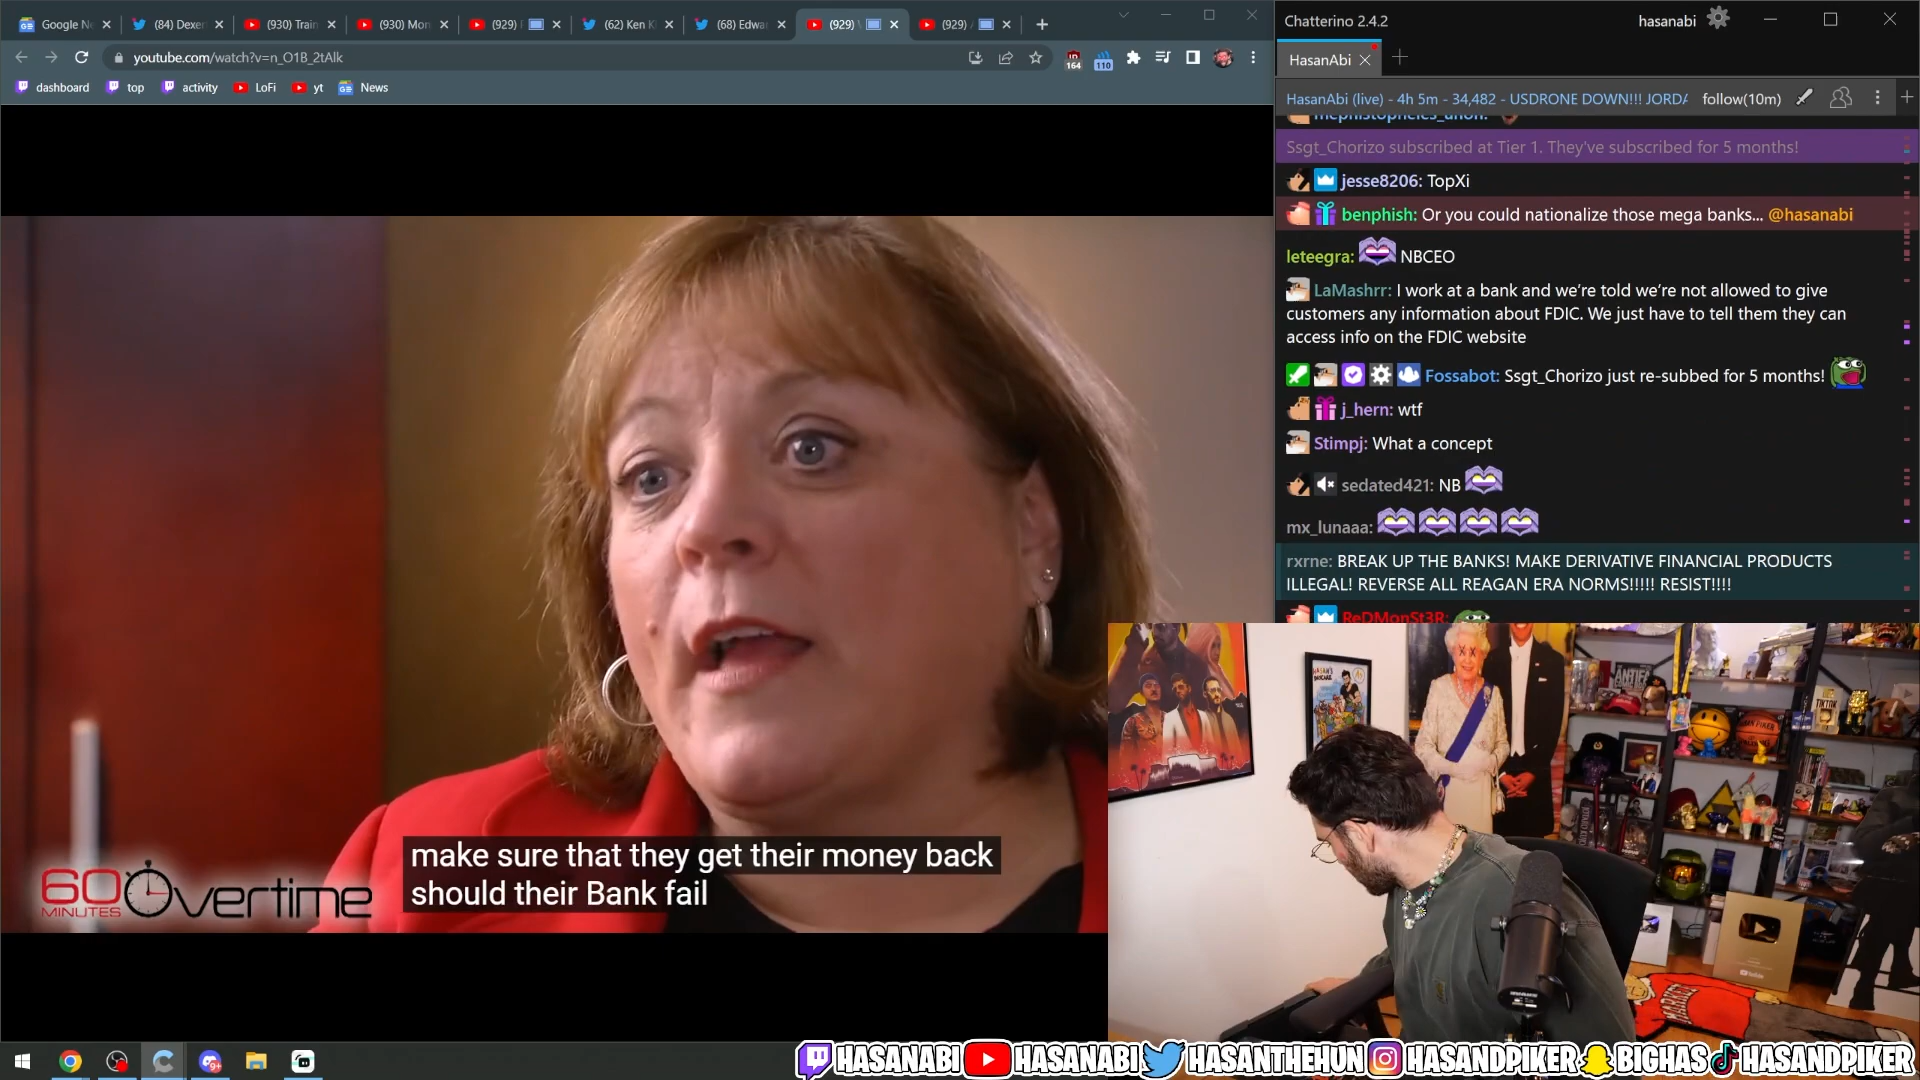 Google Ne
(84) Dexer
(930) Train
(930) Mon
(929)
(62) Ken K
(68) Edwa
(929)
(929)
youtube.com/watch?v=n_O1B_2tAlk
164
110
dashboard
top
activity
LoFi
yt
News
Chatterino 2.4.2
hasanabi
HasanAbi
HasanAbi (live) - 4h 5m - 34,482 - USDRONE DOWN!!! JORDA
follow(10m)
mephistopheles_anon:
Ssgt_Chorizo subscribed at Tier 1. They've subscribed for 5 months!
jesse8206: TopXi
benphish: Or you could nationalize those mega banks... @hasanabi
leteegra: NBCEO
LaMashrr: I work at a bank and we're told we're not allowed to give
customers any information about FDIC. We just have to tell them they can
access info on the FDIC website
Fossabot: Ssgt_Chorizo just re-subbed for 5 months!
j_hern: wtf
Stimpj: What a concept
sedated421: NB
mx_lunaaa:
rxrne: BREAK UP THE BANKS! MAKE DERIVATIVE FINANCIAL PRODUCTS
ILLEGAL! REVERSE ALL REAGAN ERA NORMS!!!!! RESIST!!!!
ReDMonSt3R:
make sure that they get their money back
should their Bank fail
60 Overtime
MINUTES
HASANABI
HASANABI
HASANTHEHUN
HASANDPIKER
BIGHAS
HASANDPIKER